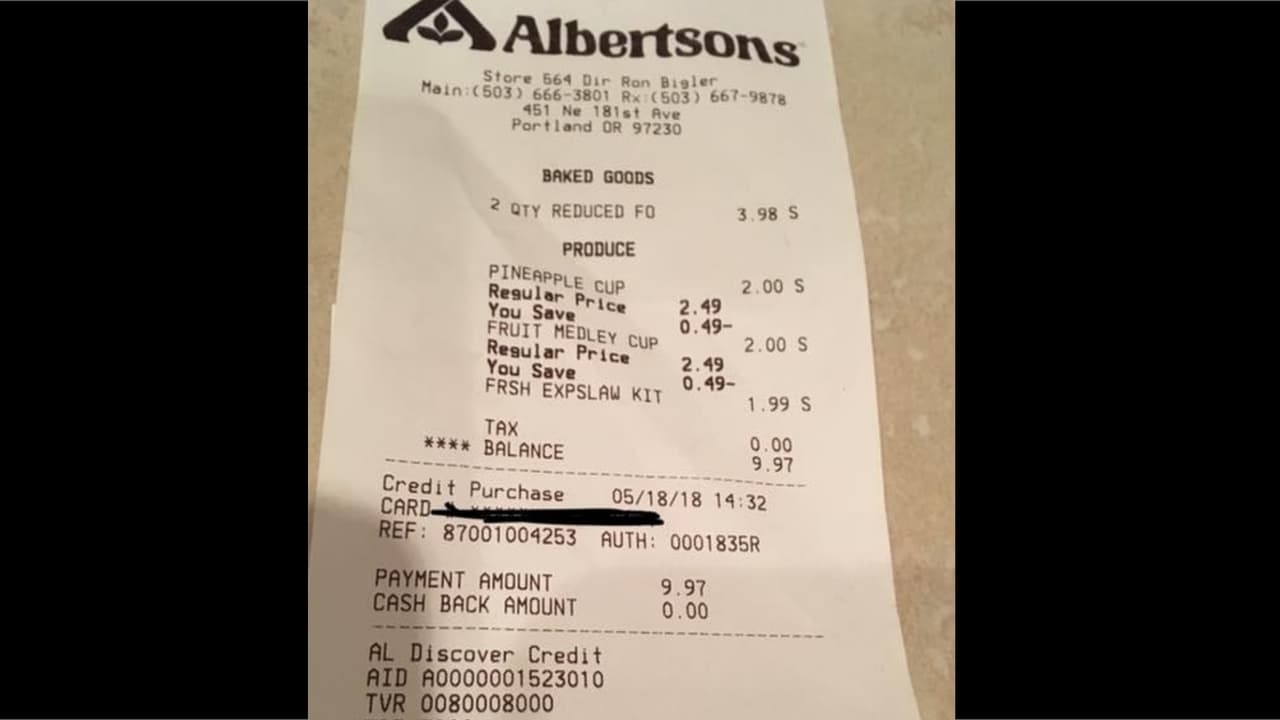 Albertsons
Store 564 Dir Ron Bigler
Main:(503) 666-3801 Rx:(503) 667-9878
451 Ne 181st Ave
Portland OR 97230
BAKED GOODS
2 QTY REDUCED FO 3.98 S
PRODUCE
PINEAPPLE CUP 2.00 S
Regular Price 2.49
You Save 0.49-
FRUIT MEDLEY CUP 2.00 S
Regular Price 2.49
You Save 0.49-
FRSH EXPSLAW KIT 1.99 S
TAX 0.00
**** BALANCE 9.97
Credit Purchase 05/18/18 14:32
CARD
REF: 87001004253 AUTH: 0001835R
PAYMENT AMOUNT 9.97
CASH BACK AMOUNT 0.00
AL Discover Credit
AID A0000001523010
TVR 0080008000